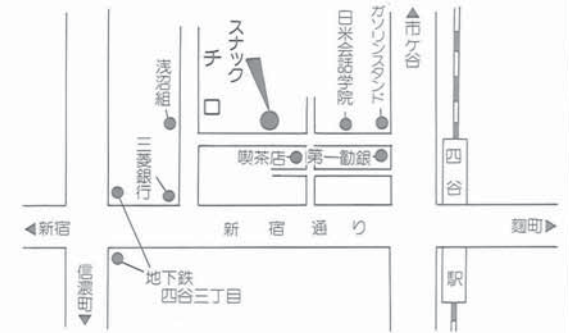 スナック
チロ
浅沼組
三菱銀行
日米会話学院
ガソリンスタンド
▲市ケ谷
喫茶店
第一勧銀
四谷
駅
◀新宿
新宿通り
麹町▶
信濃町▼
地下鉄
四谷三丁目